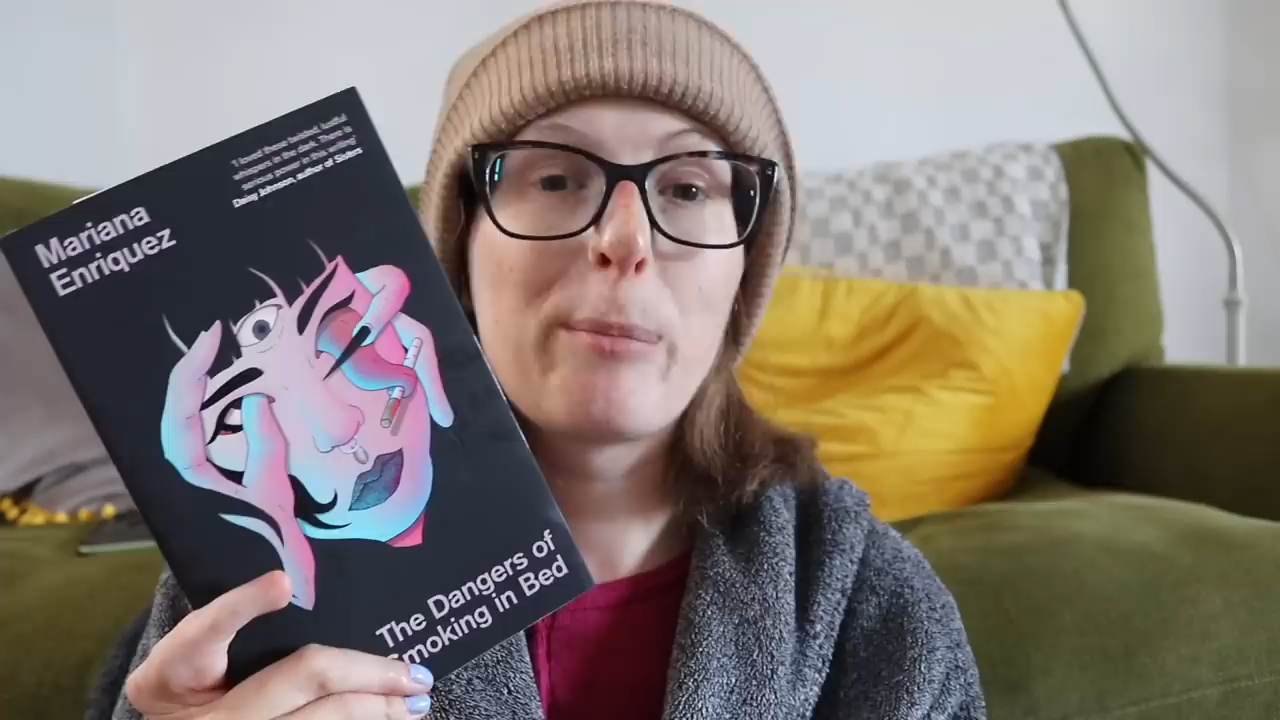 'I loved these twisted, lustful
whispers in the dark. There is
serious power in this writing'
Daisy Johnson, author of Sisters
Mariana
Enriquez
The Dangers of
Smoking in Bed